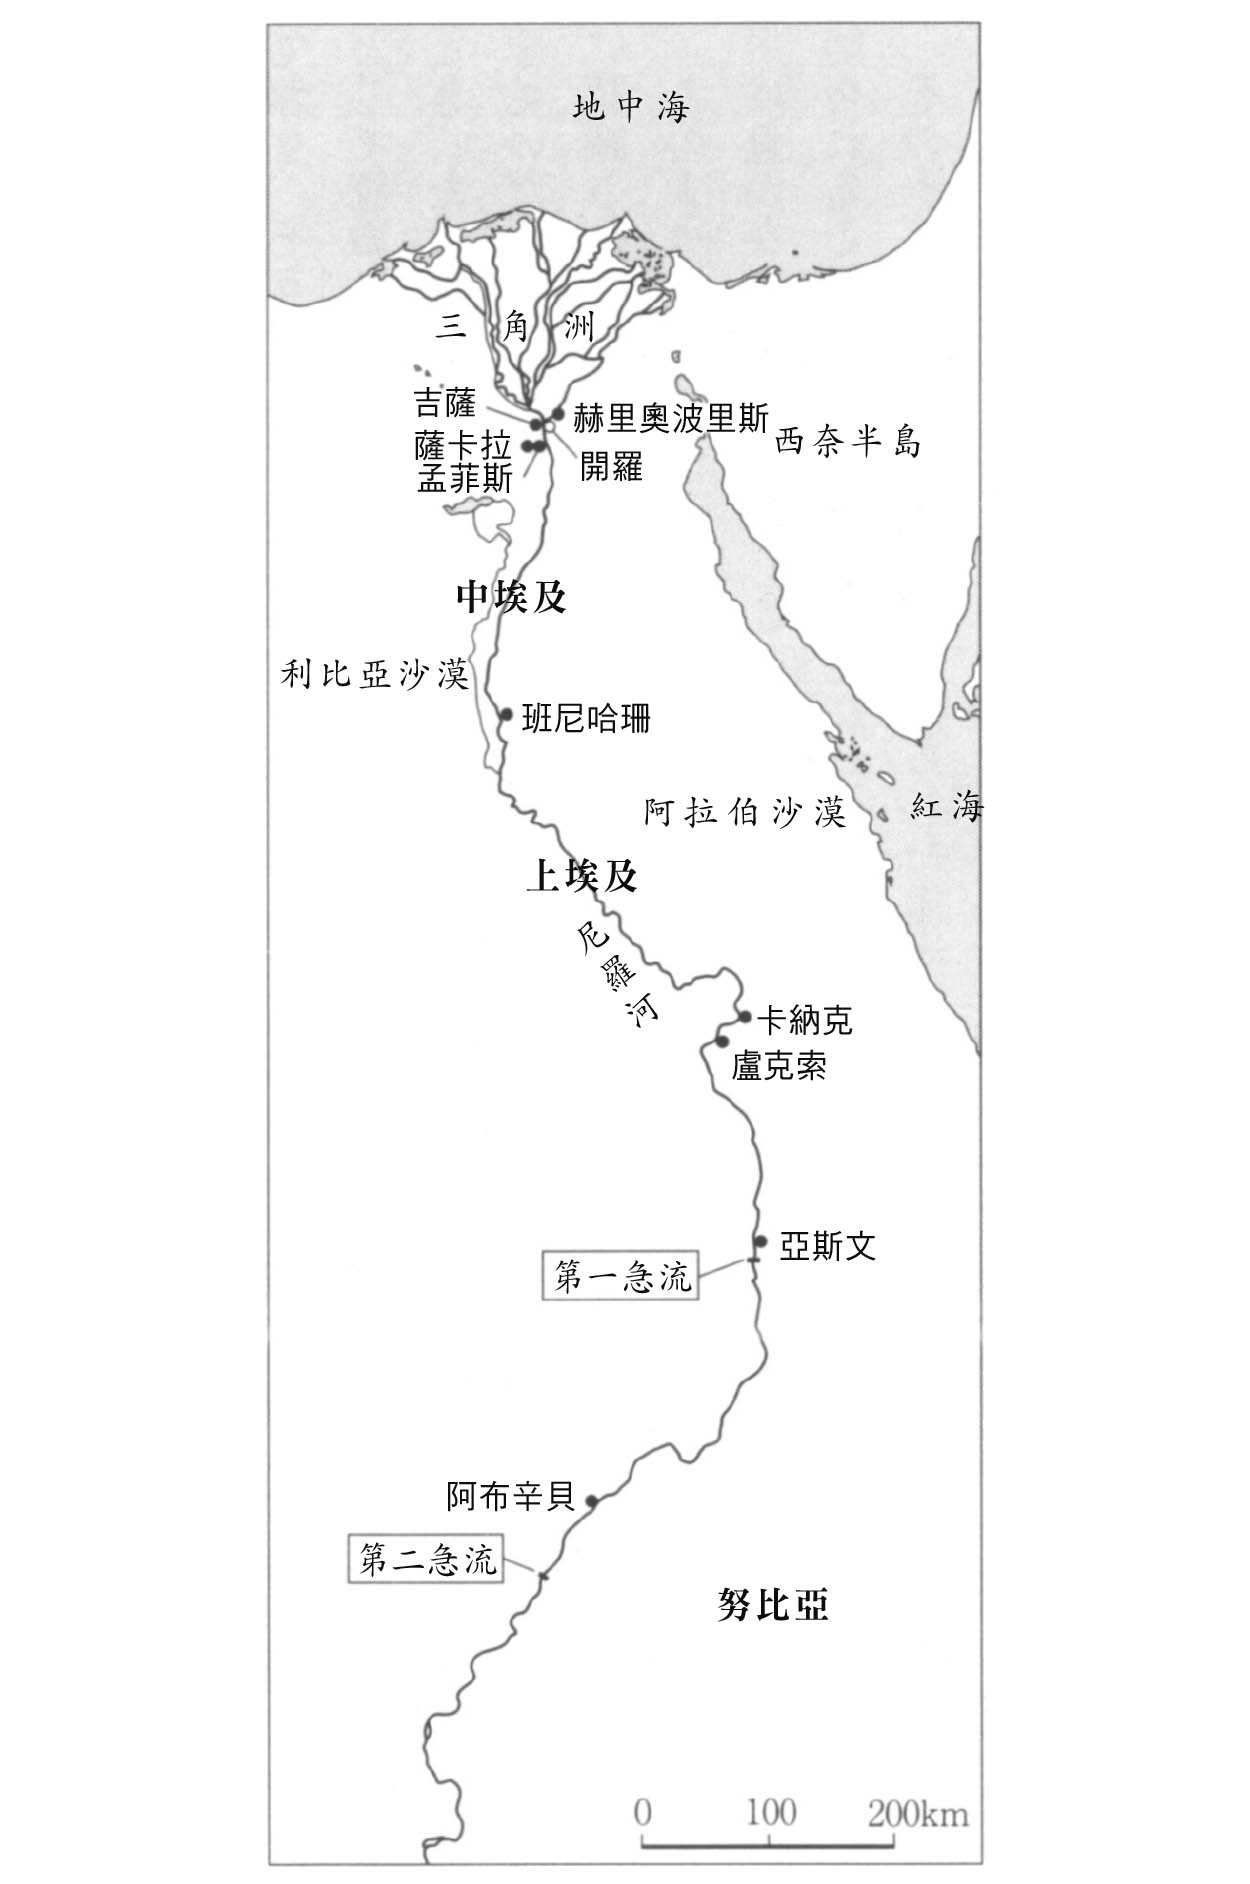 地中海
三角洲
吉薩
赫里奧波里斯
薩卡拉
西奈半島
開羅
孟菲斯
中埃及
利比亞沙漠
班尼哈珊
阿拉伯沙漠
紅海
上埃及
尼羅河
卡納克
盧克索
亞斯文
第一急流
阿布辛貝
第二急流
努比亞
0 100 200km